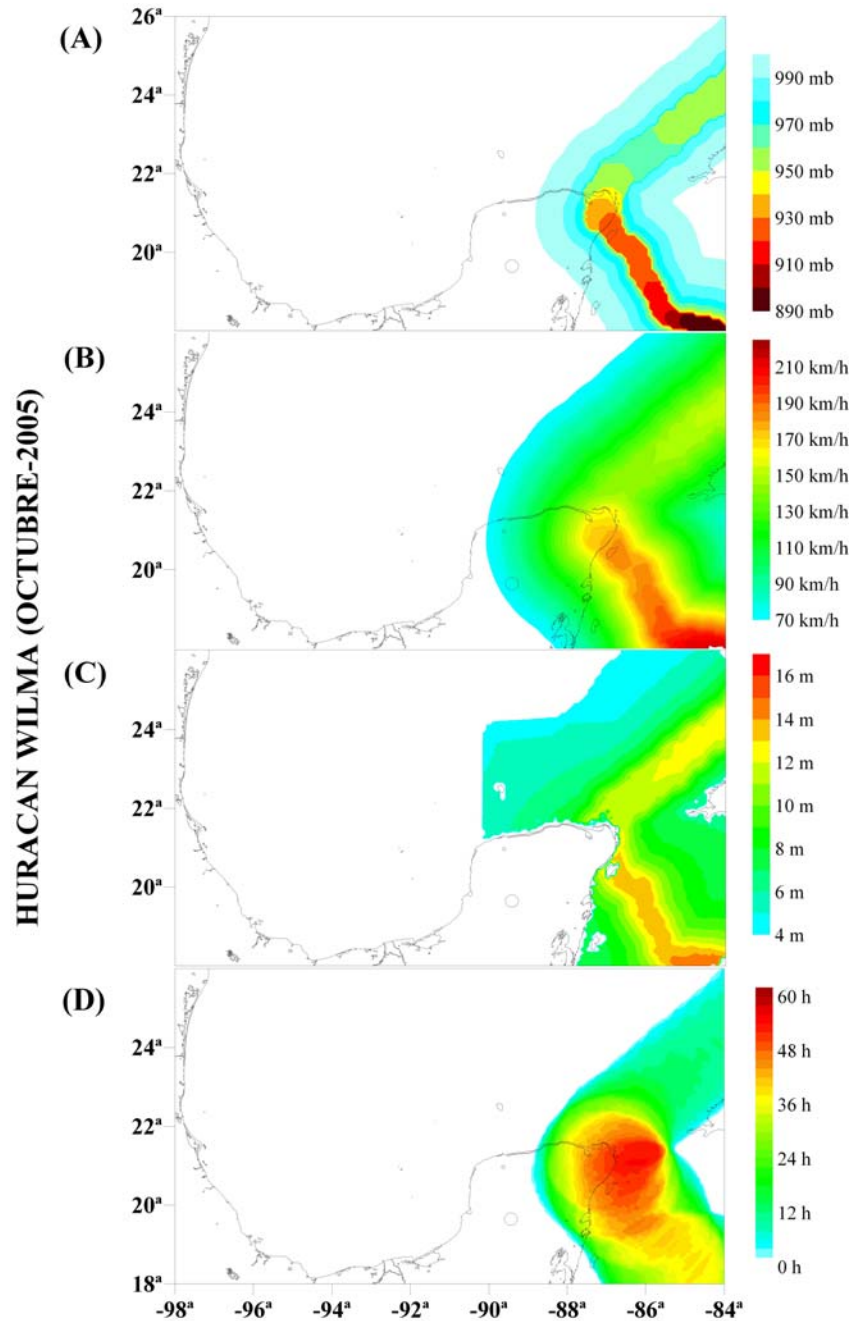 HURACAN WILMA (OCTUBRE-2005)
(A)
26ª
24ª
22ª
20ª
990 mb
970 mb
950 mb
930 mb
910 mb
890 mb
(B)
24ª
22ª
20ª
210 km/h
190 km/h
170 km/h
150 km/h
130 km/h
110 km/h
90 km/h
70 km/h
(C)
24ª
22ª
20ª
16 m
14 m
12 m
10 m
8 m
6 m
4 m
(D)
24ª
22ª
20ª
18ª
60 h
48 h
36 h
24 h
12 h
0 h
-98ª -96ª -94ª -92ª -90ª -88ª -86ª -84ª